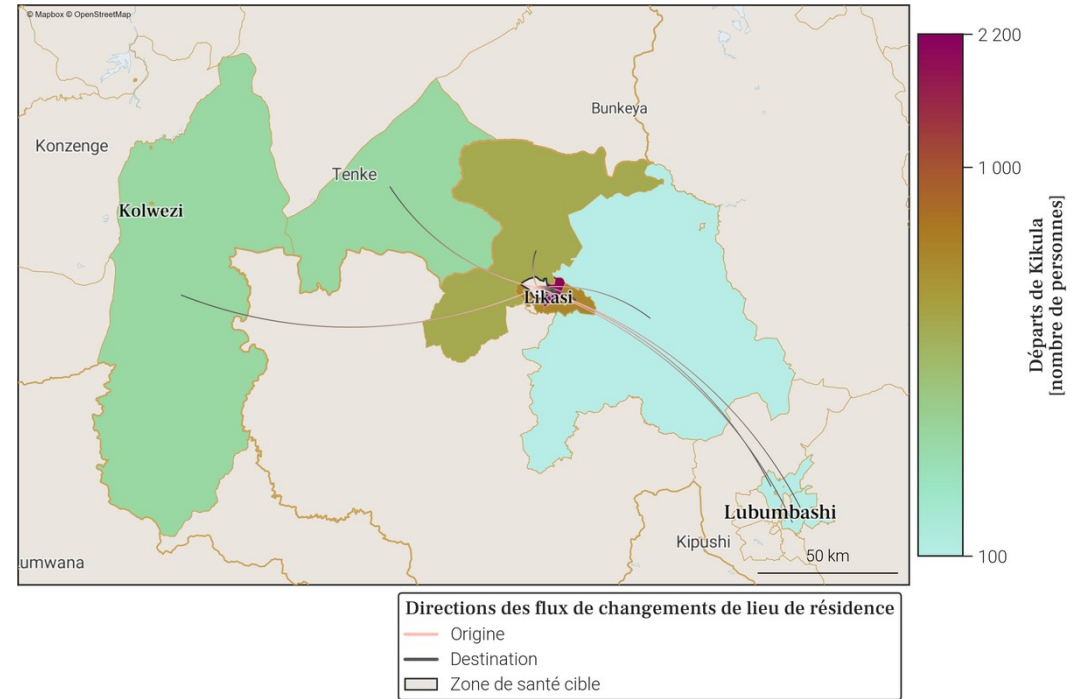 © Mapbox © OpenStreetMap
2 200
Bunkeya
Konzenge
1 000
Tenke
Kolwezi
Départs de Kikula
[nombre de personnes]
Likasi
Lubumbashi
Kipushi
50 km
100
umwana
Directions des flux de changements de lieu de résidence
Origine
Destination
Zone de santé cible